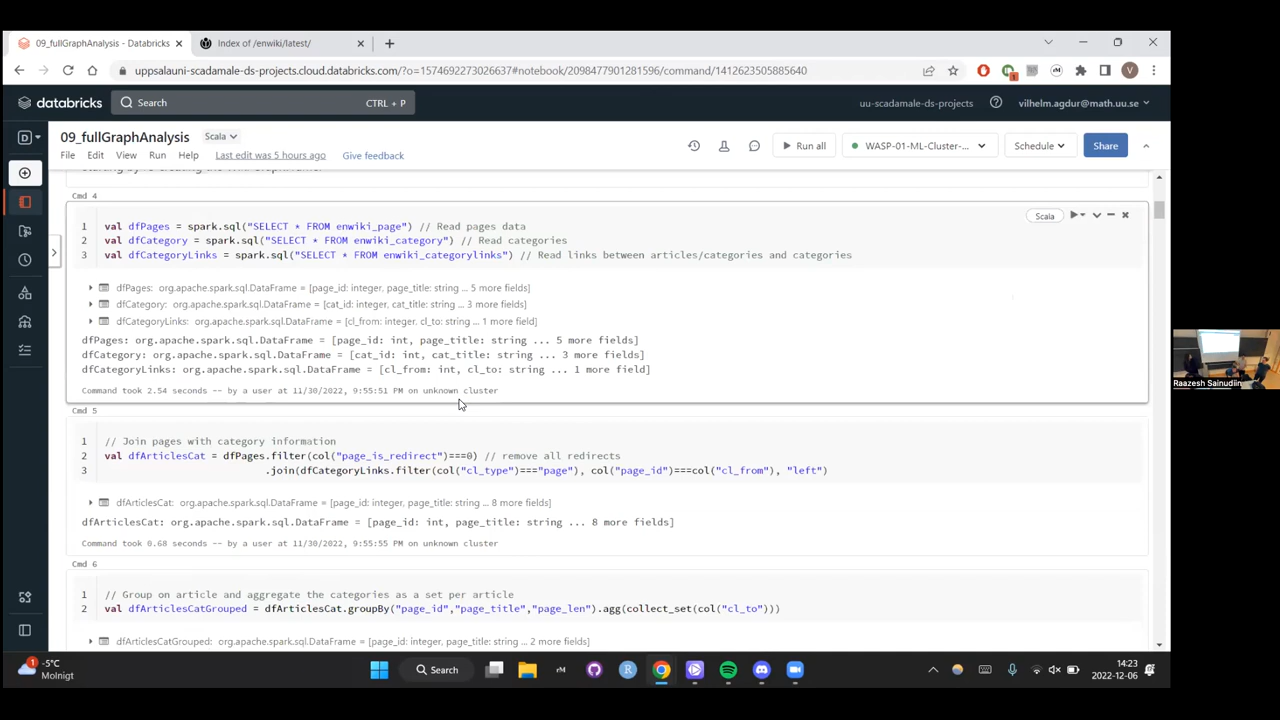 09_fullGraphAnalysis - Databricks
Index of /enwiki/latest/
uppsalauni-scadamale-ds-projects.cloud.databricks.com/?o=1574692273026637#notebook/2098477901281596/command/1412623505885640
databricks
Search
CTRL + P
uu-scadamale-ds-projects
vilhelm.agdur@math.uu.se
09_fullGraphAnalysis
Scala
File Edit View Run Help Last edit was 5 hours ago Give feedback
Run all
WASP-01-ML-Cluster-...
Schedule
Share
Cmd 4
Scala
1 val dfPages = spark.sql("SELECT * FROM enwiki_page") // Read pages data
2 val dfCategory = spark.sql("SELECT * FROM enwiki_category") // Read categories
3 val dfCategoryLinks = spark.sql("SELECT * FROM enwiki_categorylinks") // Read links between articles/categories and categories
dfPages: org.apache.spark.sql.DataFrame = [page_id: integer, page_title: string ... 5 more fields]
dfCategory: org.apache.spark.sql.DataFrame = [cat_id: integer, cat_title: string ... 3 more fields]
dfCategoryLinks: org.apache.spark.sql.DataFrame = [cl_from: integer, cl_to: string ... 1 more field]
dfPages: org.apache.spark.sql.DataFrame = [page_id: int, page_title: string ... 5 more fields]
dfCategory: org.apache.spark.sql.DataFrame = [cat_id: int, cat_title: string ... 3 more fields]
dfCategoryLinks: org.apache.spark.sql.DataFrame = [cl_from: int, cl_to: string ... 1 more field]
Command took 2.54 seconds -- by a user at 11/30/2022, 9:55:51 PM on unknown cluster
Cmd 5
1 // Join pages with category information
2 val dfArticlesCat = dfPages.filter(col("page_is_redirect")===0) // remove all redirects
3 .join(dfCategoryLinks.filter(col("cl_type")==="page"), col("page_id")===col("cl_from"), "left")
dfArticlesCat: org.apache.spark.sql.DataFrame = [page_id: integer, page_title: string ... 8 more fields]
dfArticlesCat: org.apache.spark.sql.DataFrame = [page_id: int, page_title: string ... 8 more fields]
Command took 0.68 seconds -- by a user at 11/30/2022, 9:55:55 PM on unknown cluster
Cmd 6
1 // Group on article and aggregate the categories as a set per article
2 val dfArticlesCatGrouped = dfArticlesCat.groupBy("page_id","page_title","page_len").agg(collect_set(col("cl_to")))
dfArticlesCatGrouped: org.apache.spark.sql.DataFrame = [page_id: integer, page_title: string ... 2 more fields]
Raazesh Sainudiin
-5°C
Molnigt
Search
14:23
2022-12-06